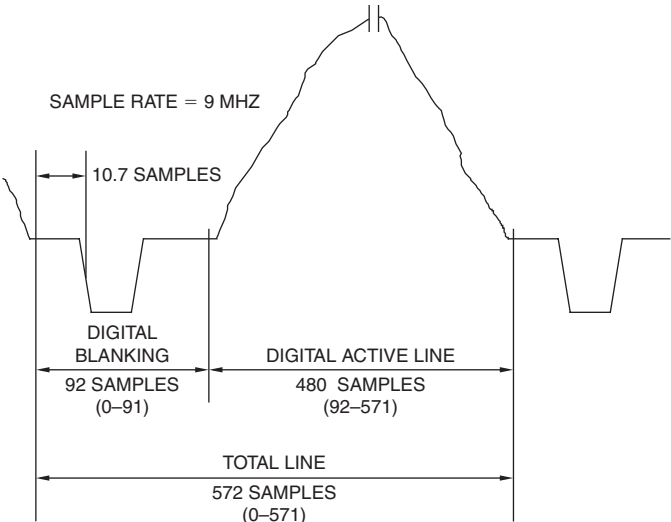 SAMPLE RATE = 9 MHZ
10.7 SAMPLES
DIGITAL
BLANKING
92 SAMPLES
(0–91)
DIGITAL ACTIVE LINE
480 SAMPLES
(92–571)
TOTAL LINE
572 SAMPLES
(0–571)